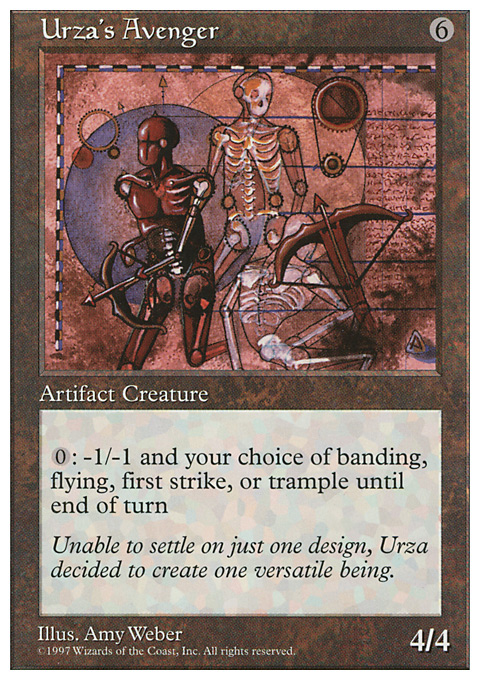 Urza's Avenger 6
Artifact Creature
0: -1/-1 and your choice of banding,
flying, first strike, or trample until
end of turn
Unable to settle on just one design, Urza
decided to create one versatile being.
Illus. Amy Weber
©1997 Wizards of the Coast, Inc. All rights reserved.
4/4